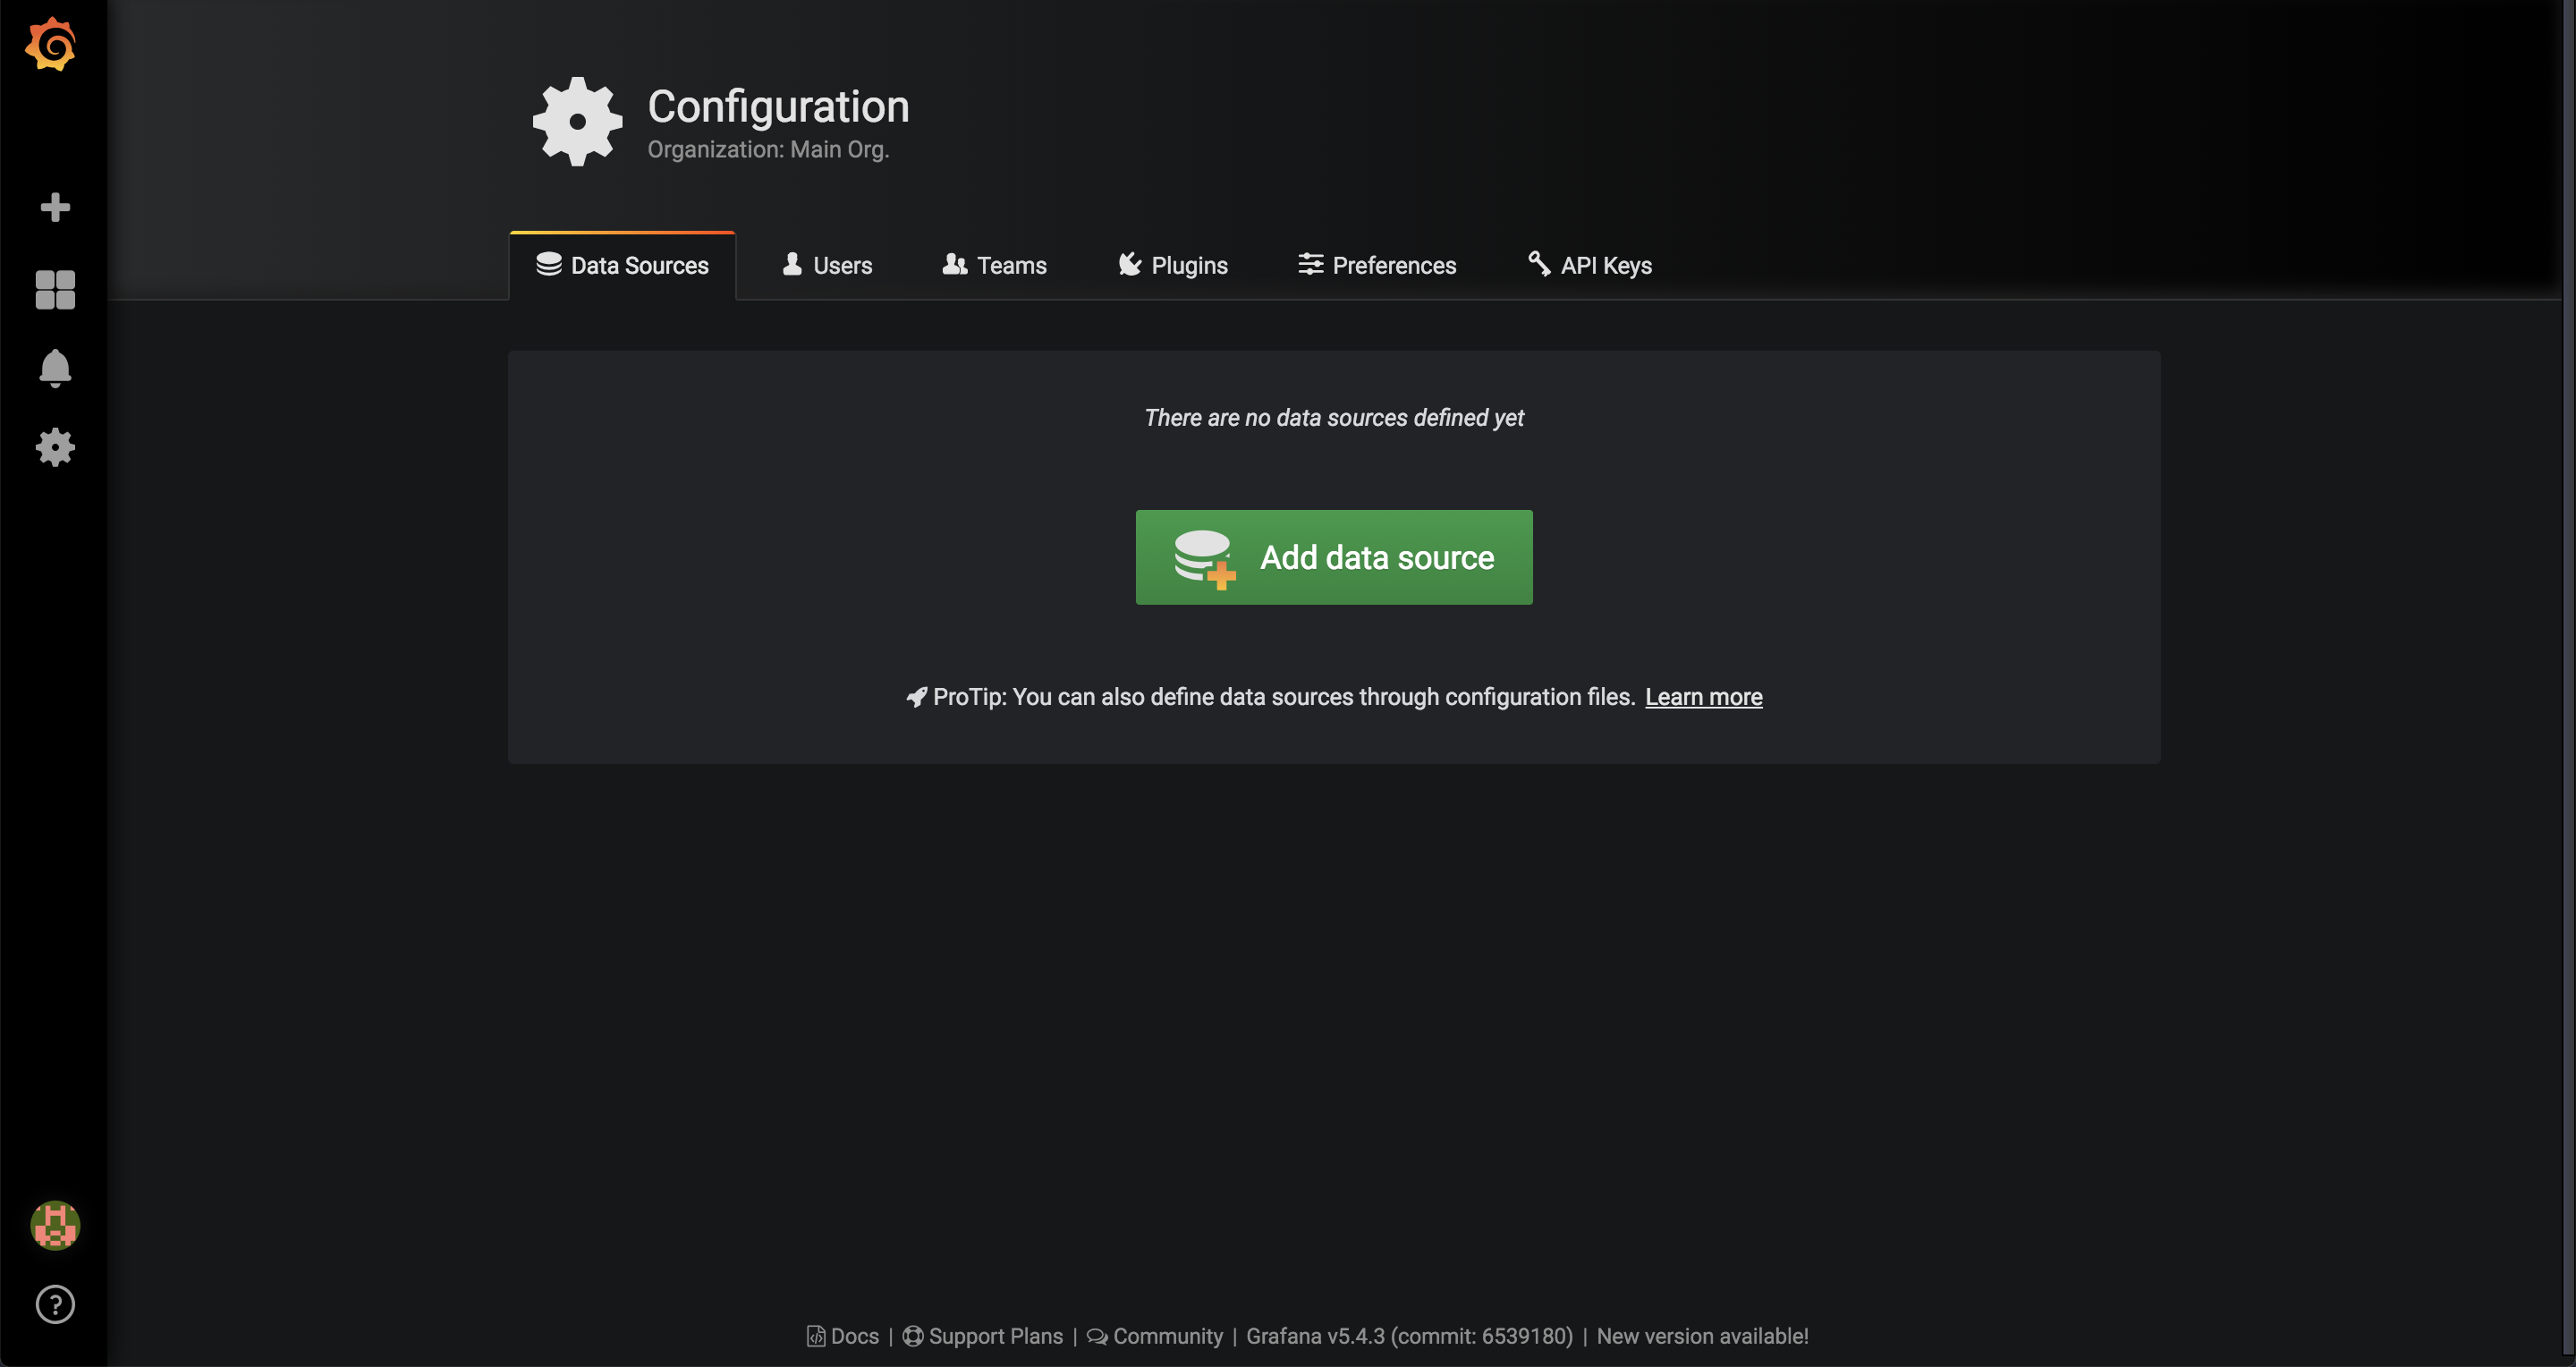 Configuration
Organization: Main Org.
Data Sources
Users
Teams
Plugins
Preferences
API Keys
There are no data sources defined yet
Add data source
ProTip: You can also define data sources through configuration files. Learn more
Docs | Support Plans | Community | Grafana v5.4.3 (commit: 6539180) | New version available!